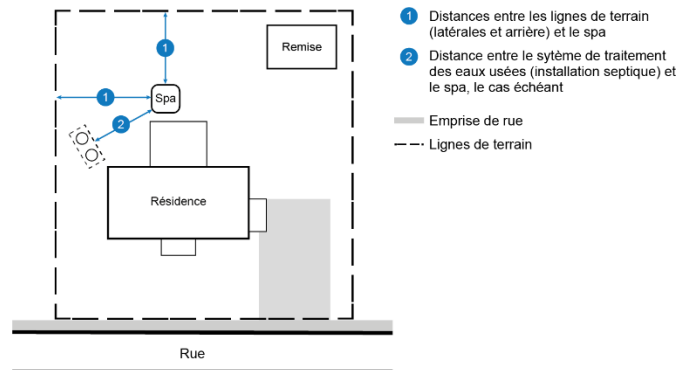 1 Distances entre les lignes de terrain
(latérales et arrière) et le spa
2 Distance entre le sytème de traitement
des eaux usées (installation septique) et
le spa, le cas échéant
Emprise de rue
Lignes de terrain
1
Remise
1
Spa
2
Résidence
Rue